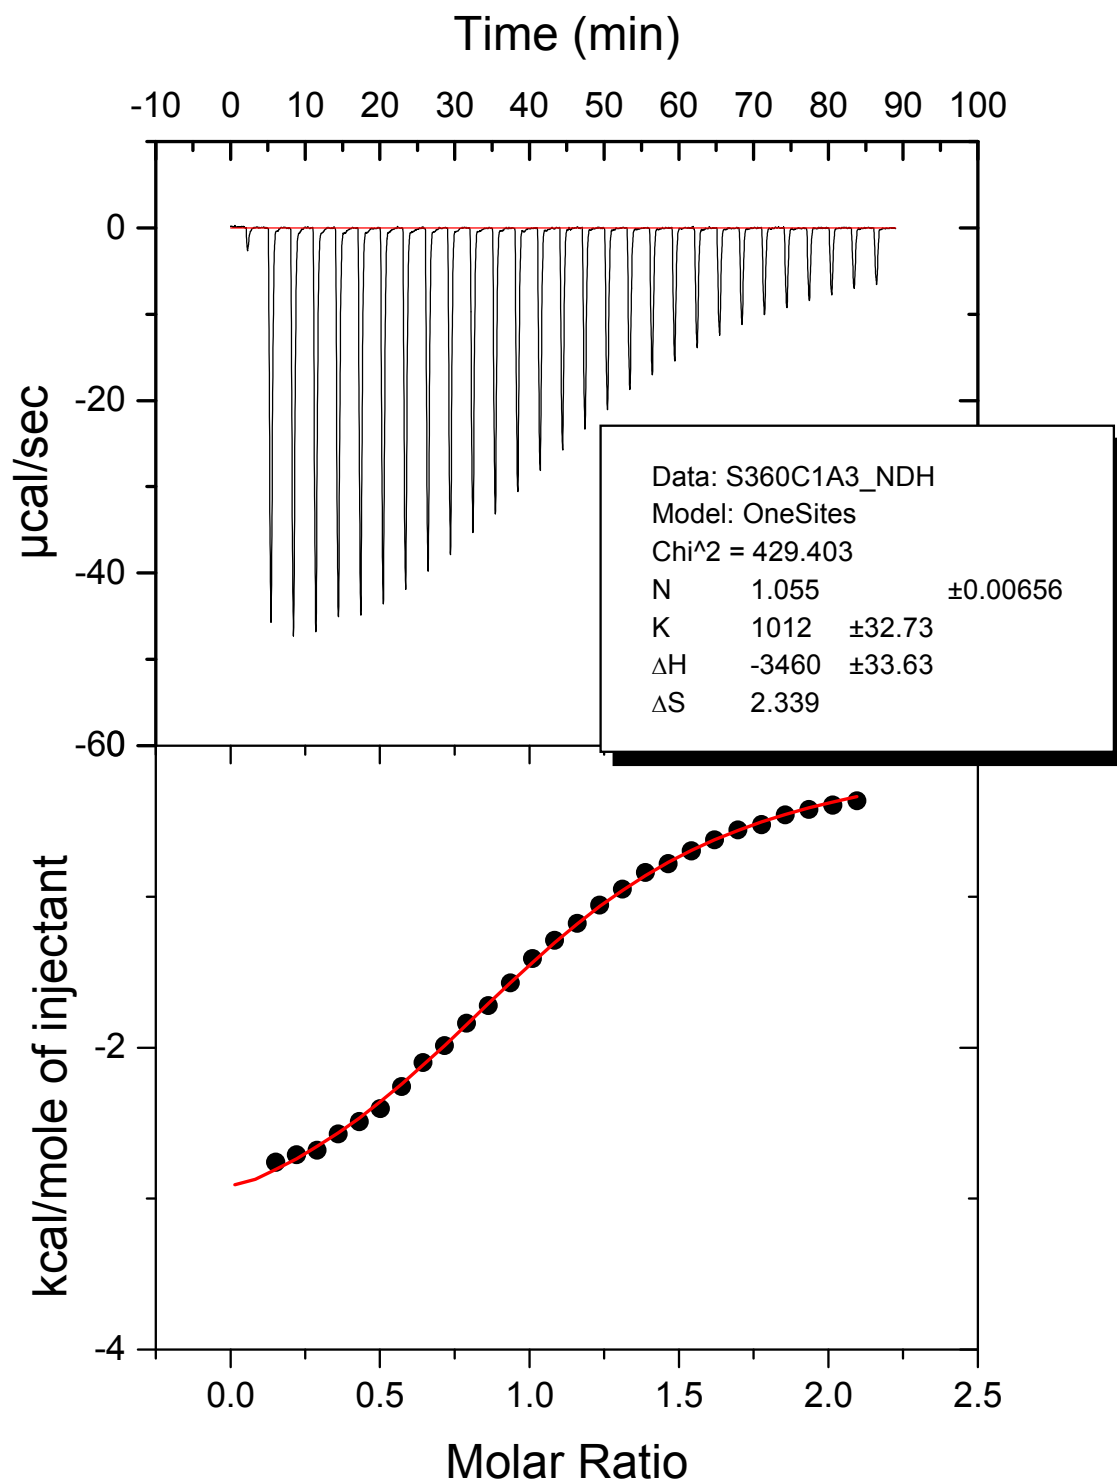 Time (min)
-10 0 10 20 30 40 50 60 70 80 90 100
0
-20
-40
-60
µcal/sec
Data: S360C1A3_NDH
Model: OneSites
Chi^2 = 429.403
N 1.055 ±0.00656
K 1012 ±32.73
ΔH -3460 ±33.63
ΔS 2.339
-2
-4
kcal/mole of injectant
0.0 0.5 1.0 1.5 2.0 2.5
Molar Ratio